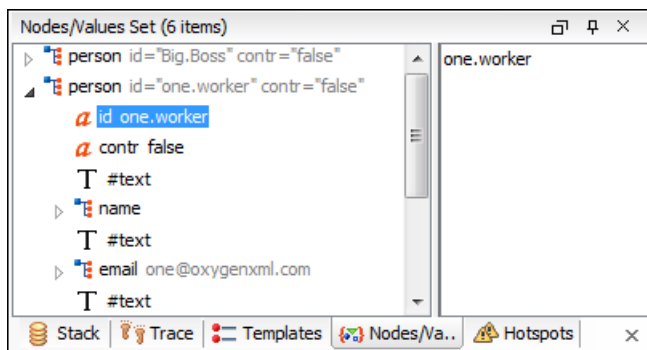 Nodes/Values Set (6 items)
person id="Big.Boss" contr="false"
person id="one.worker" contr="false"
id one.worker
contr false
T #text
name
T #text
email one@oxygenxml.com
T #text
one.worker
Stack Trace Templates Nodes/Va.. Hotspots